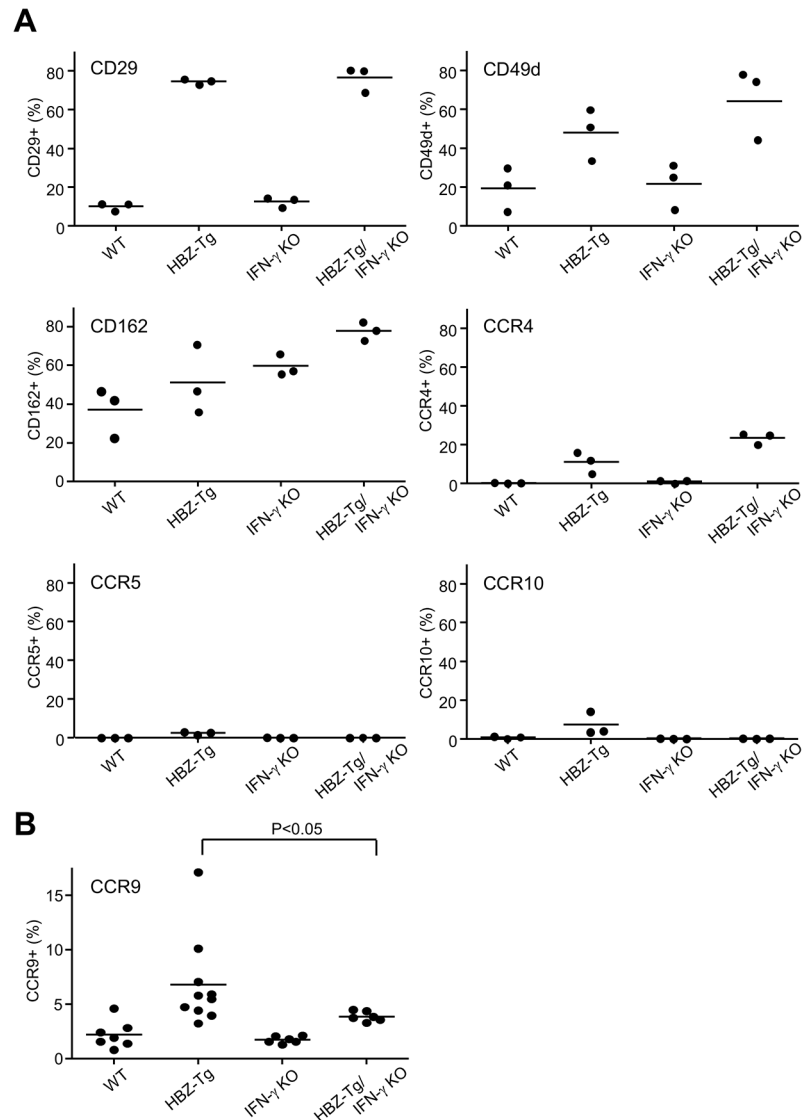 A
CD29
CD29+ (%)
80
60
40
20
0
WT
HBZ-Tg
IFN-γ KO
HBZ-Tg/
IFN-γ KO
CD49d
CD49d+ (%)
80
60
40
20
0
WT
HBZ-Tg
IFN-γ KO
HBZ-Tg/
IFN-γ KO
CD162
CD162+ (%)
80
60
40
20
0
WT
HBZ-Tg
IFN-γ KO
HBZ-Tg/
IFN-γ KO
CCR4
CCR4+ (%)
80
60
40
20
0
WT
HBZ-Tg
IFN-γ KO
HBZ-Tg/
IFN-γ KO
CCR5
CCR5+ (%)
80
60
40
20
0
WT
HBZ-Tg
IFN-γ KO
HBZ-Tg/
IFN-γ KO
CCR10
CCR10+ (%)
80
60
40
20
0
WT
HBZ-Tg
IFN-γ KO
HBZ-Tg/
IFN-γ KO
B
P<0.05
CCR9
CCR9+ (%)
15
10
5
0
WT
HBZ-Tg
IFN-γ KO
HBZ-Tg/
IFN-γ KO